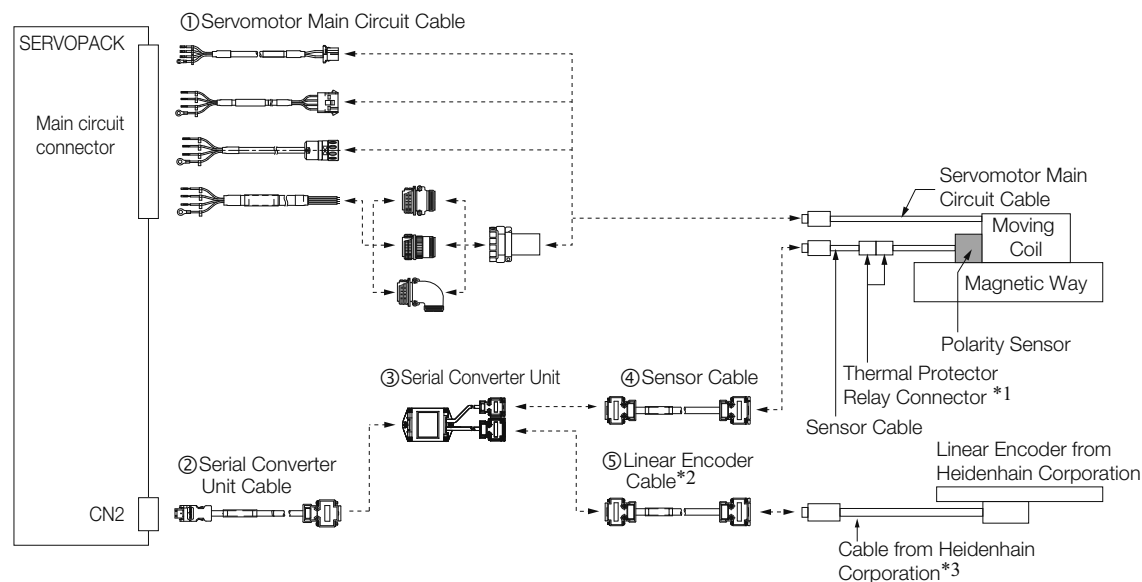 ①Servomotor Main Circuit Cable
SERVOPACK
Main circuit
connector
Servomotor Main
Circuit Cable
Moving
Coil
Magnetic Way
Polarity Sensor
Thermal Protector
Relay Connector *1
Sensor Cable
③Serial Converter Unit
④Sensor Cable
②Serial Converter
Unit Cable
⑤Linear Encoder
Cable*2
Linear Encoder from
Heidenhain Corporation
CN2
Cable from Heidenhain
Corporation*3